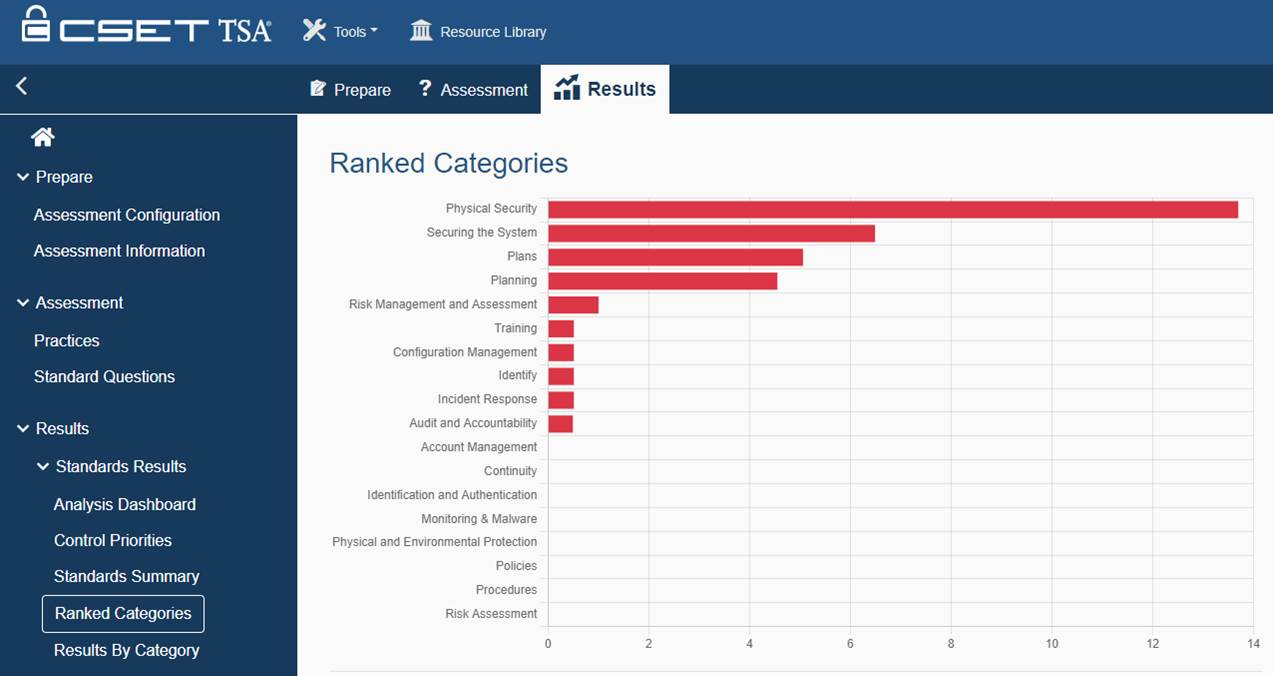 CSET TSA® Tools Resource Library
Prepare ? Assessment Results
Prepare
Assessment Configuration
Assessment Information
Assessment
Practices
Standard Questions
Results
Standards Results
Analysis Dashboard
Control Priorities
Standards Summary
Ranked Categories
Results By Category
Ranked Categories
Physical Security
Securing the System
Plans
Planning
Risk Management and Assessment
Training
Configuration Management
Identify
Incident Response
Audit and Accountability
Account Management
Continuity
Identification and Authentication
Monitoring & Malware
Physical and Environmental Protection
Policies
Procedures
Risk Assessment
0 2 4 6 8 10 12 14